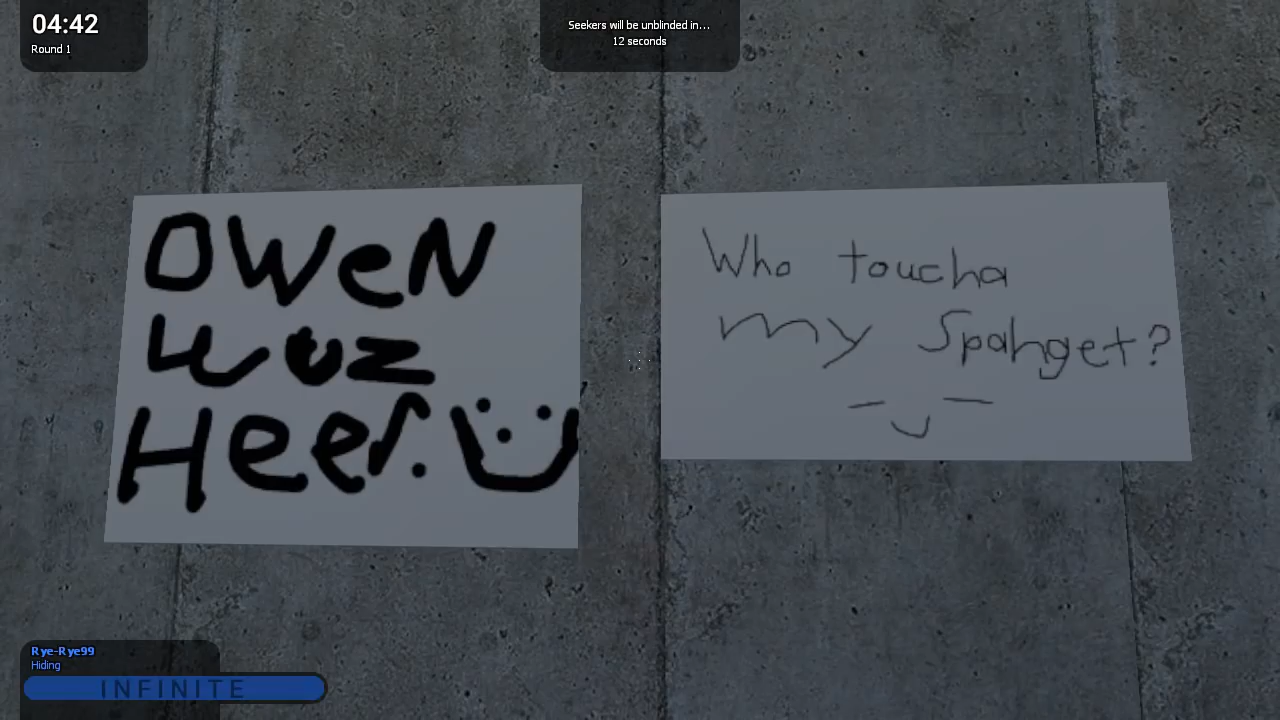 04:42
Round 1
Seekers will be unblinded in...
12 seconds
OWeN
Wuz
Heer.
Who toucha
my Spahget?
Rye-Rye99
Hiding
INFINITE